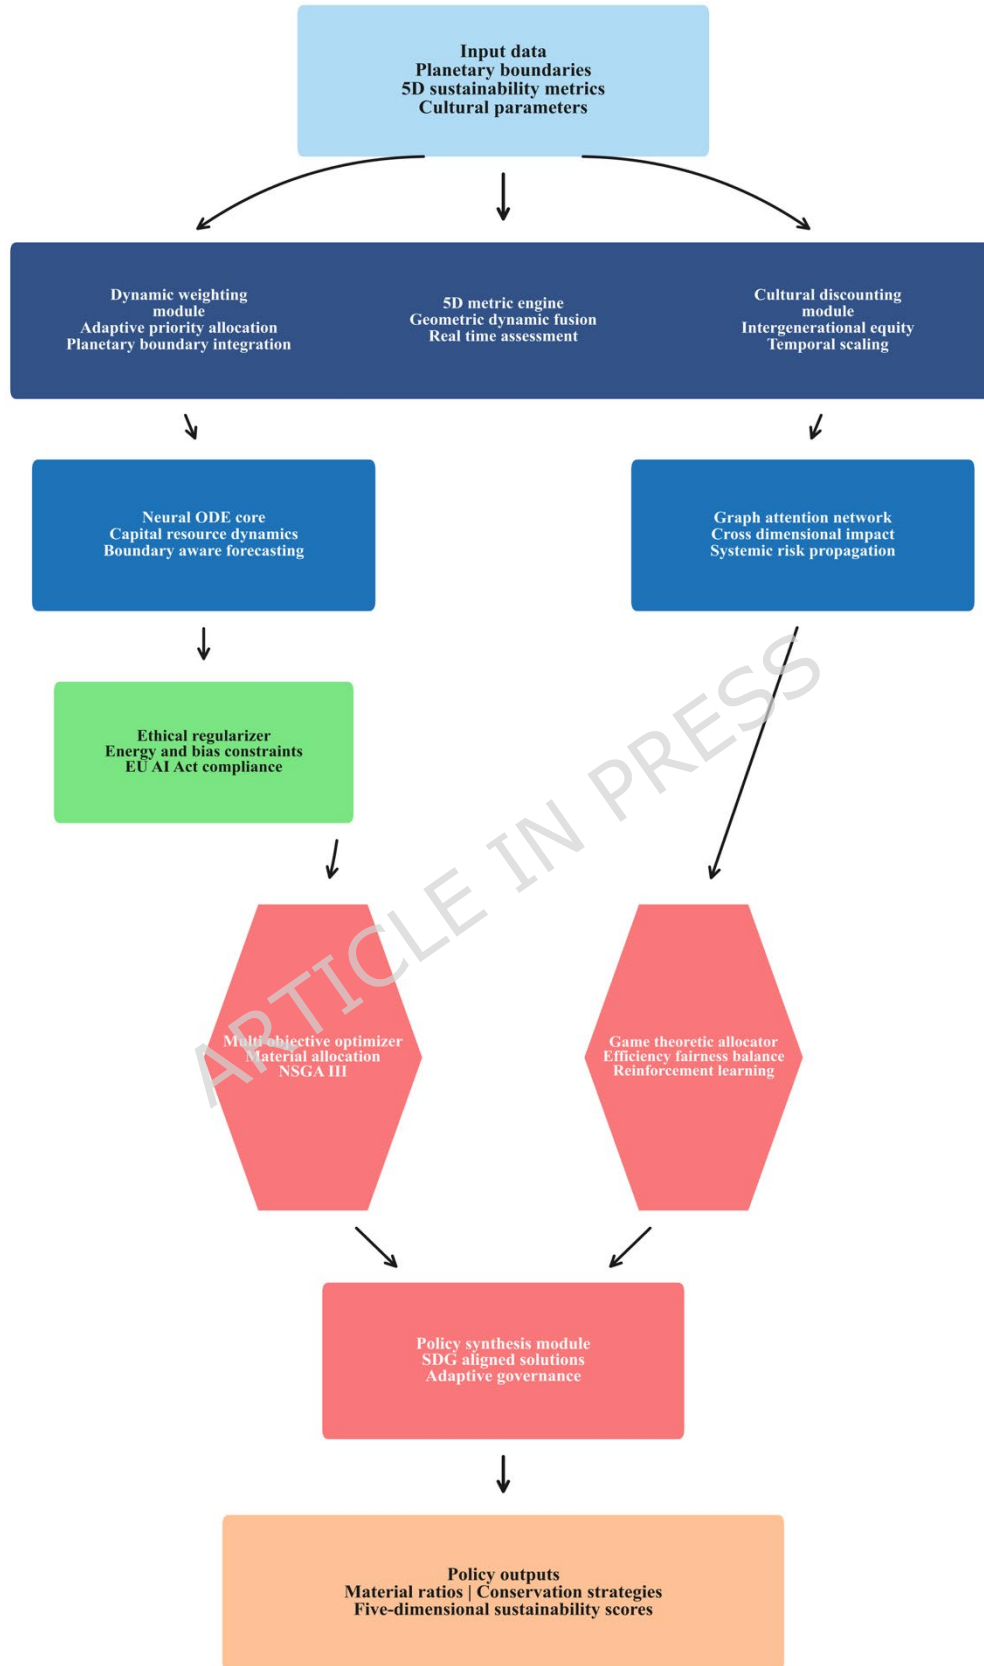 Input data
Planetary boundaries
5D sustainability metrics
Cultural parameters
Dynamic weighting
module
Adaptive priority allocation
Planetary boundary integration
5D metric engine
Geometric dynamic fusion
Real time assessment
Cultural discounting
module
Intergenerational equity
Temporal scaling
Neural ODE core
Capital resource dynamics
Boundary aware forecasting
Graph attention network
Cross dimensional impact
Systemic risk propagation
Ethical regularizer
Energy and bias constraints
EU AI Act compliance
ARTICLE IN PRESS
Multi objective optimizer
Material allocation
NSGA III
Game theoretic allocator
Efficiency fairness balance
Reinforcement learning
Policy synthesis module
SDG aligned solutions
Adaptive governance
Policy outputs
Material ratios | Conservation strategies
Five-dimensional sustainability scores